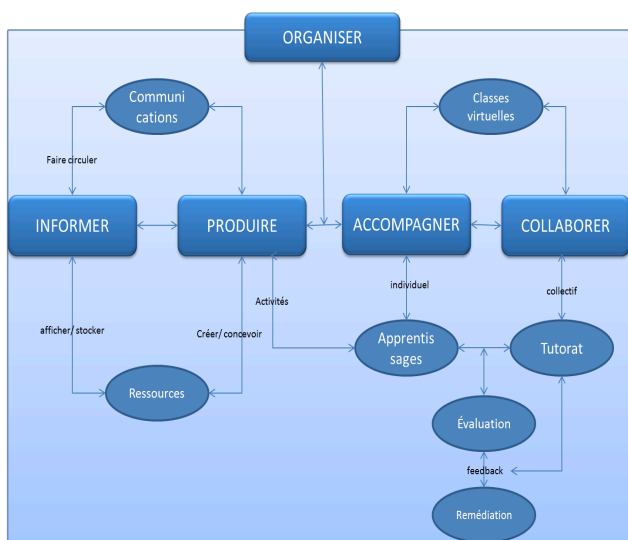 ORGANISER
Communi
cations
Classes
virtuelles
Faire circuler
INFORMER
PRODUIRE
ACCOMPAGNER
COLLABORER
individuel
collectif
Activités
afficher/ stocker
Créer/ concevoir
Apprentis
sages
Tutorat
Ressources
Évaluation
feedback
Remédiation